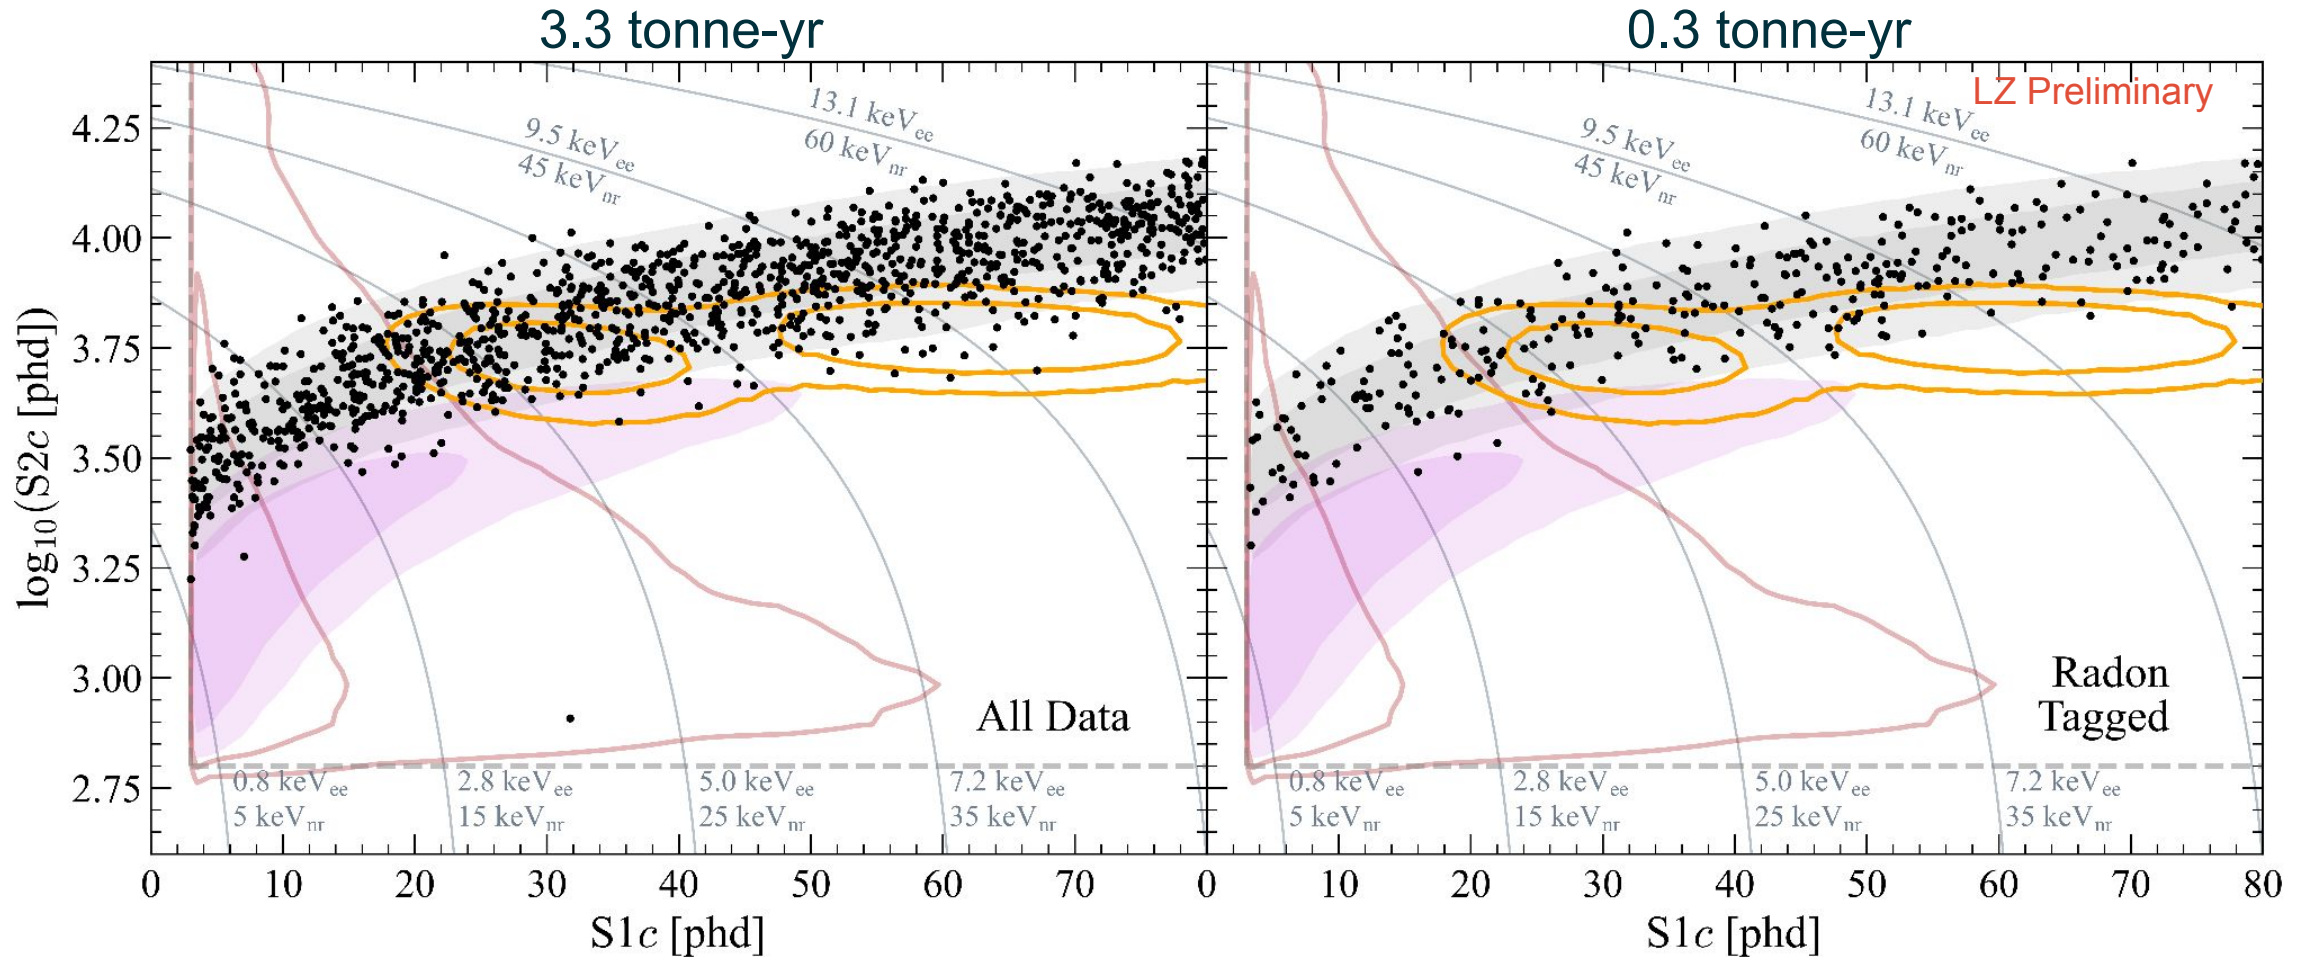 3.3 tonne-yr
0.3 tonne-yr
LZ Preliminary
log₁₀(S2c [phd])
4.25
4.00
3.75
3.50
3.25
3.00
2.75
9.5 keVee
45 keVnr
13.1 keVee
60 keVnr
All Data
0.8 keVee
5 keVnr
2.8 keVee
15 keVnr
5.0 keVee
25 keVnr
7.2 keVee
35 keVnr
0 10 20 30 40 50 60 70
S1c [phd]
9.5 keVee
45 keVnr
13.1 keVee
60 keVnr
Radon
Tagged
0.8 keVee
5 keVnr
2.8 keVee
15 keVnr
5.0 keVee
25 keVnr
7.2 keVee
35 keVnr
0 10 20 30 40 50 60 70 80
S1c [phd]